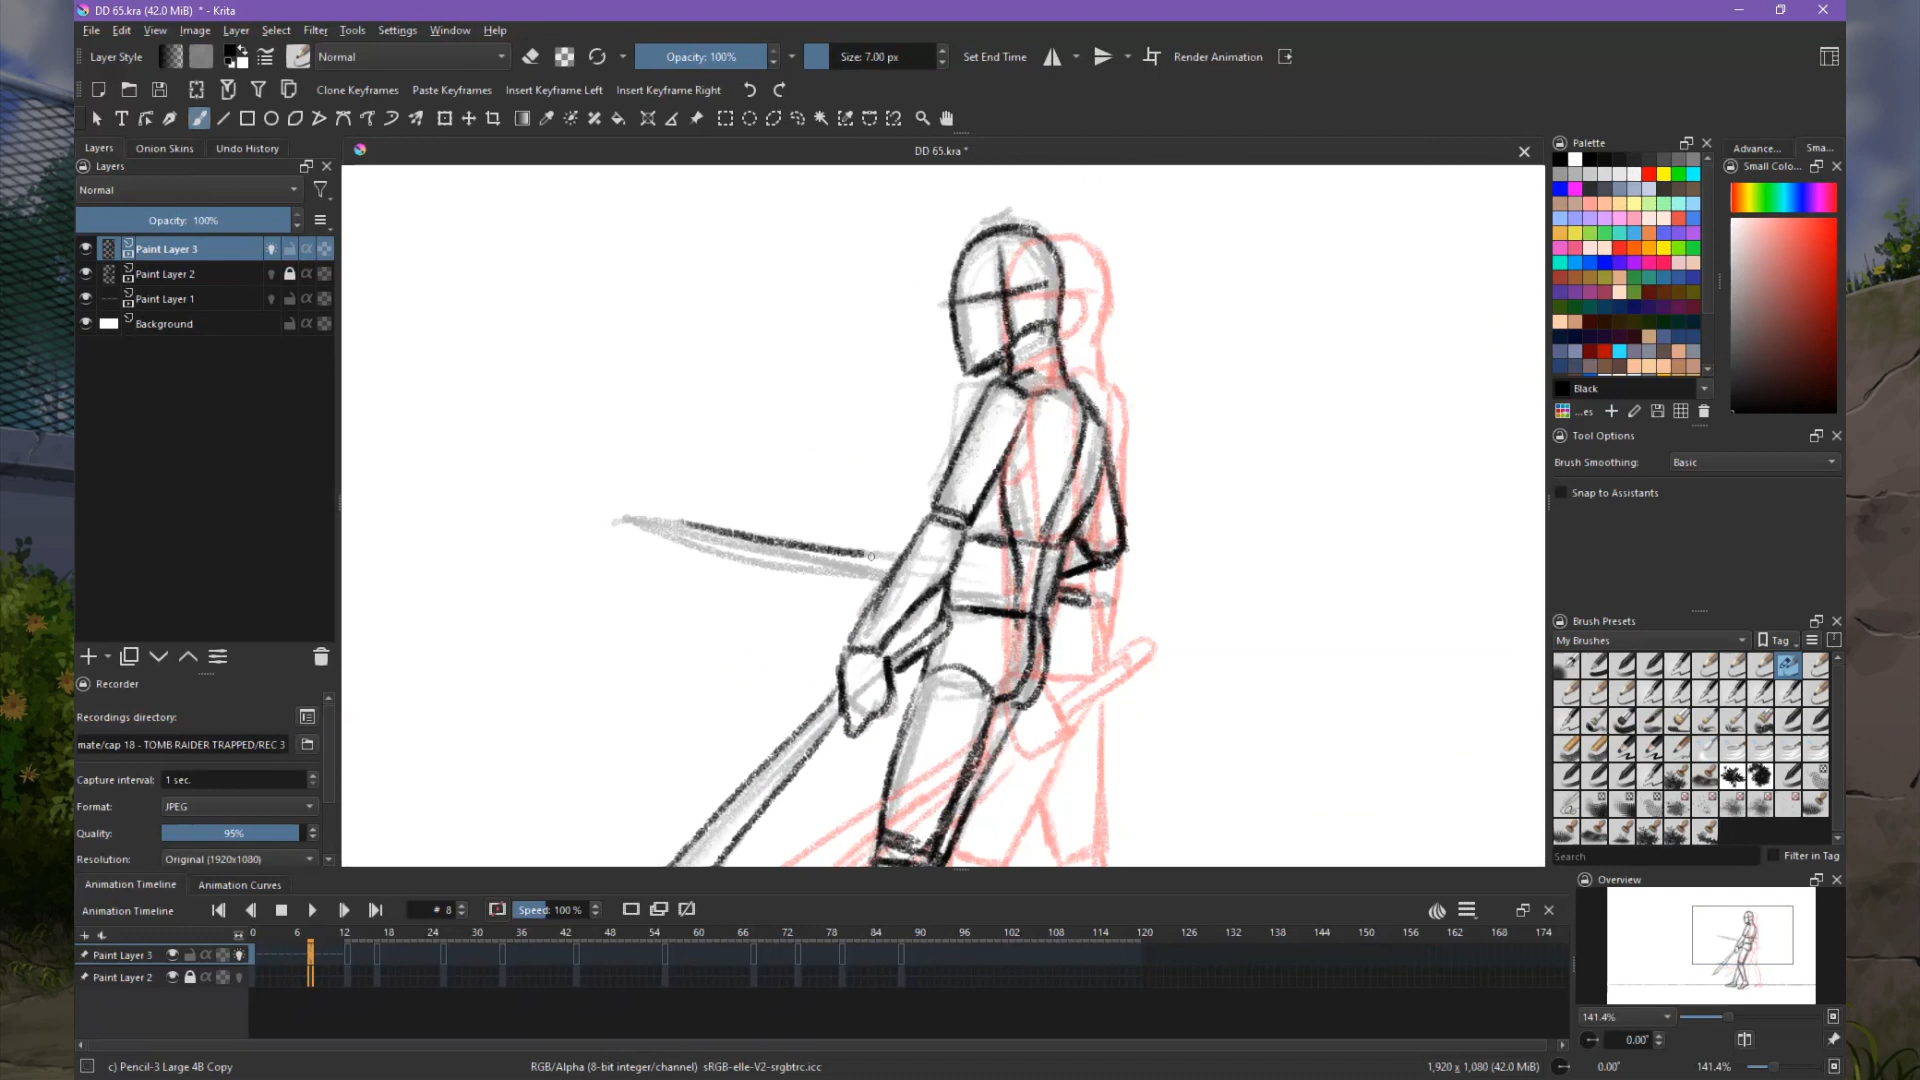 DD 65.kra (42.0 MiB) * - Krita
File Edit View Image Layer Select Filter Tools Settings Window Help
Layer Style Normal Opacity: 100% Size: 7.00 px Set End Time Render Animation
Clone Keyframes Paste Keyframes Insert Keyframe Left Insert Keyframe Right
Layers Onion Skins Undo History
DD 65.kra *
Layers
Normal
Opacity: 100%
Paint Layer 3
Paint Layer 2
Paint Layer 1
Background
Recorder
Recordings directory:
mate/cap 18 - TOMB RAIDER TRAPPED/REC 3
Capture interval: 1 sec.
Format: JPEG
Quality: 95%
Resolution: Original (1920x1080)
Palette
Advance... Sma...
Small Colo...
Black
...es
Tool Options
Brush Smoothing: Basic
Snap to Assistants
Brush Presets
My Brushes Tag
Search Filter in Tag
Overview
141.4%
0.00°
Animation Timeline Animation Curves
Animation Timeline # 8 Speed: 100 %
0 6 12 18 24 30 36 42 48 54 60 66 72 78 84 90 96 102 108 114 120 126 132 138 144 150 156 162 168 174
Paint Layer 3
Paint Layer 2
c) Pencil-3 Large 4B Copy RGB/Alpha (8-bit integer/channel) sRGB-elle-V2-srgbtrc.icc 1,920 x 1,080 (42.0 MiB) 0.00° 141.4%